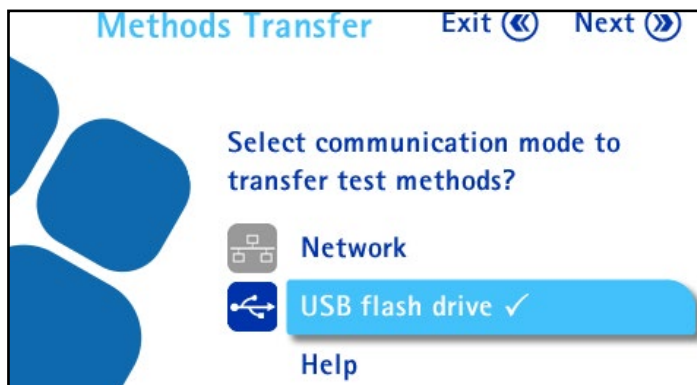 Methods Transfer Exit Next
Select communication mode to
transfer test methods?
Network
USB flash drive ✓
Help